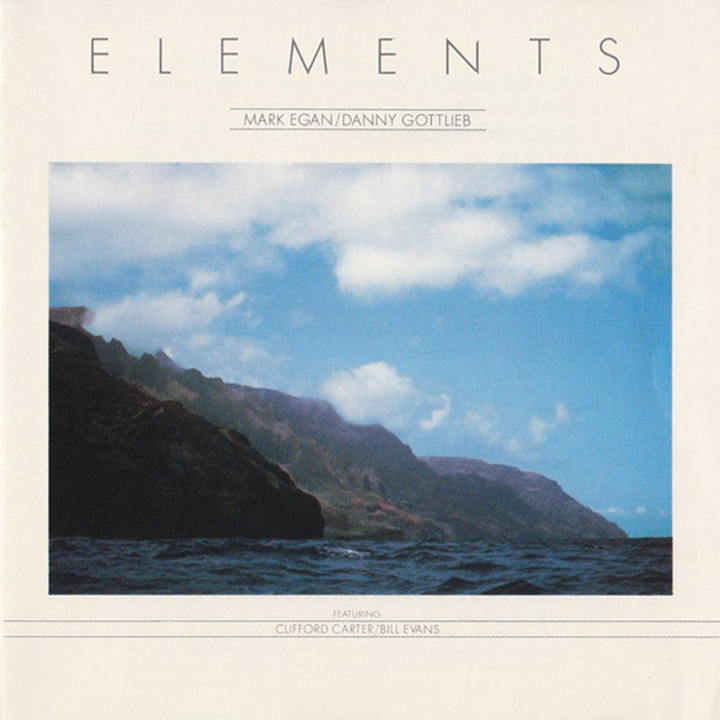 ELEMENTS
MARK EGAN/DANNY GOTTLIEB
FEATURING:
CLIFFORD CARTER/BILL EVANS